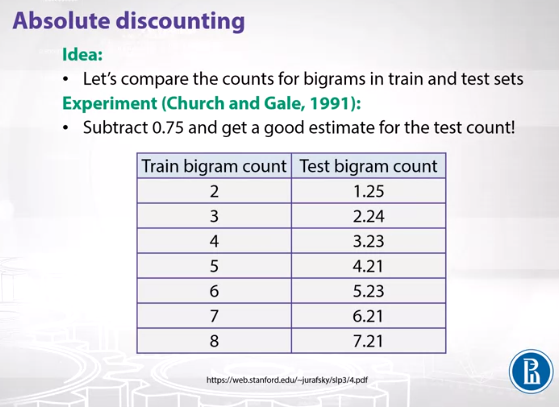 Absolute discounting
Idea:
• Let's compare the counts for bigrams in train and test sets
Experiment (Church and Gale, 1991):
• Subtract 0.75 and get a good estimate for the test count!
Train bigram count Test bigram count
2 1.25
3 2.24
4 3.23
5 4.21
6 5.23
7 6.21
8 7.21
https://web.stanford.edu/~jurafsky/slp3/4.pdf